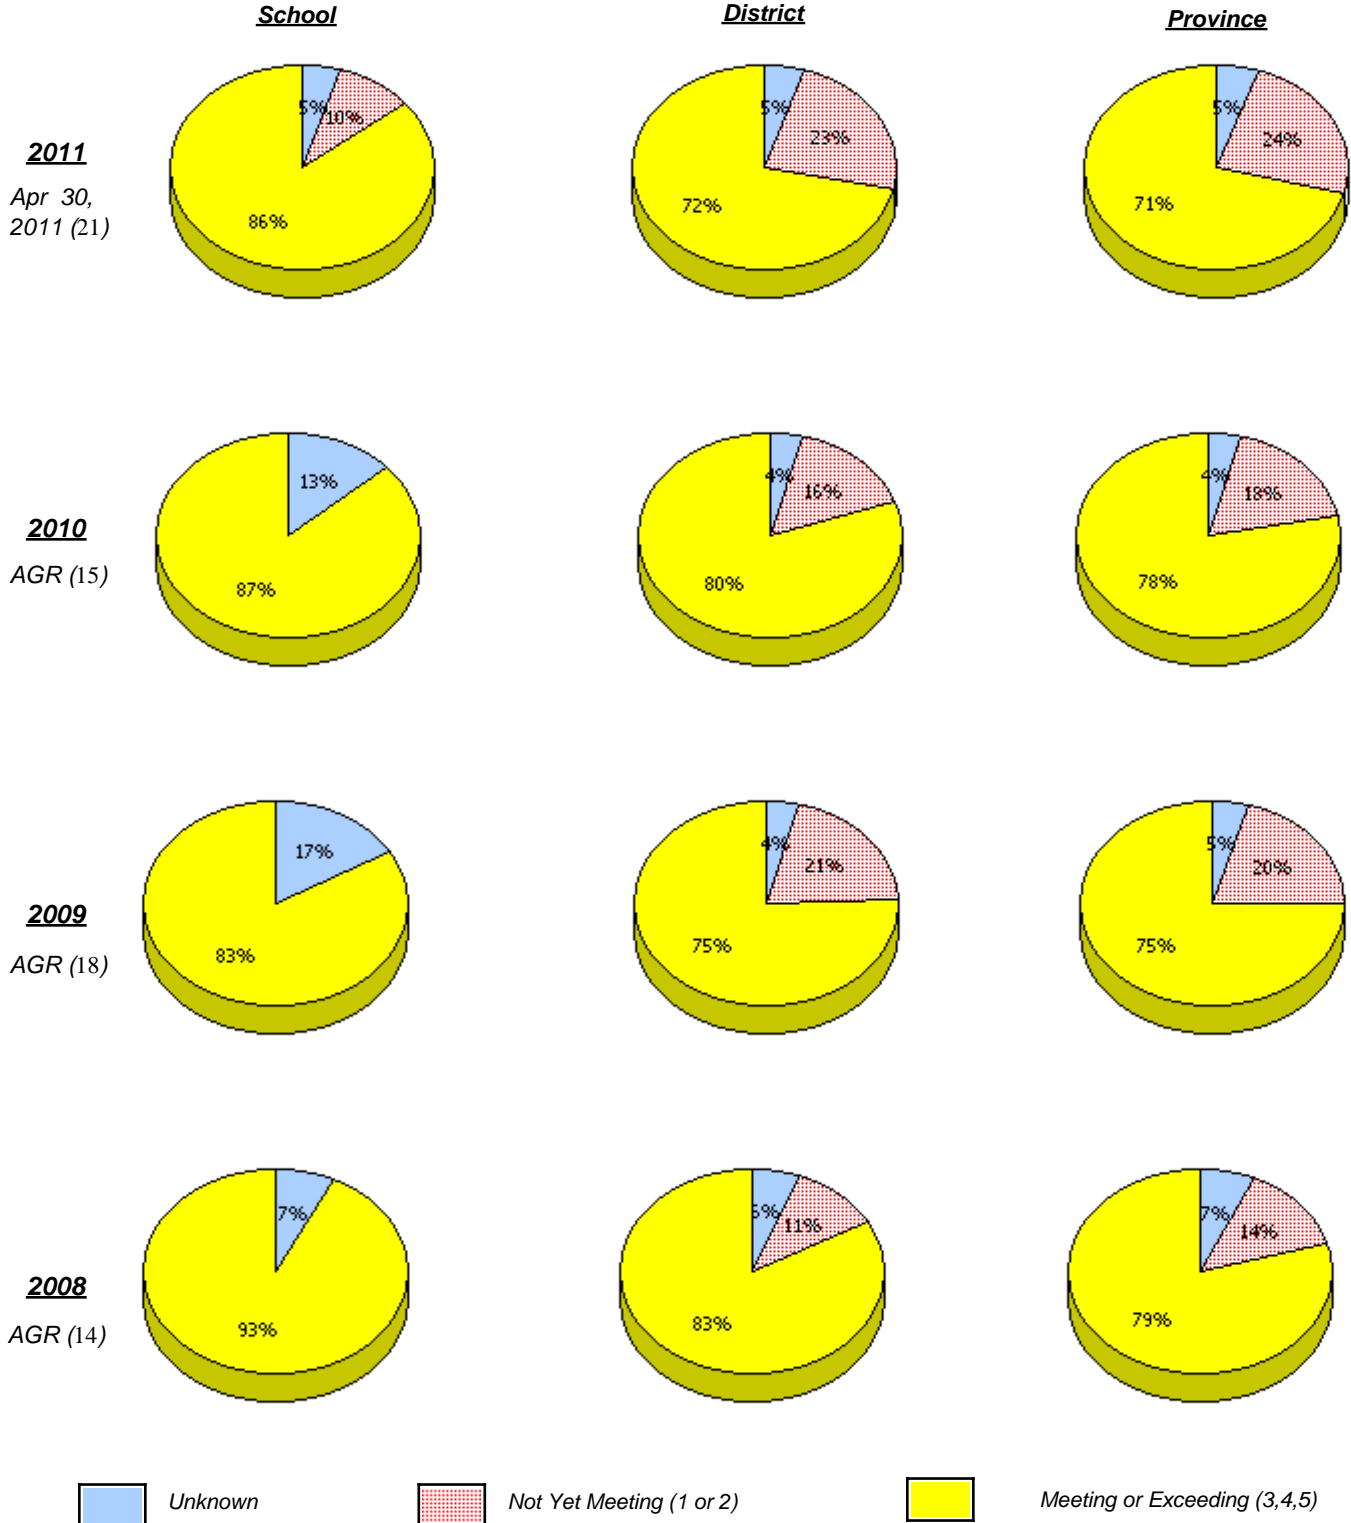 School District Province
2011
Apr 30,
2011 (21)
5% 10% 86%
5% 23% 72%
5% 24% 71%
2010
AGR (15)
13% 87%
4% 16% 80%
4% 18% 78%
2009
AGR (18)
17% 83%
4% 21% 75%
5% 20% 75%
2008
AGR (14)
7% 93%
11% 83%
7% 14% 79%
Unknown Not Yet Meeting (1 or 2) Meeting or Exceeding (3,4,5)